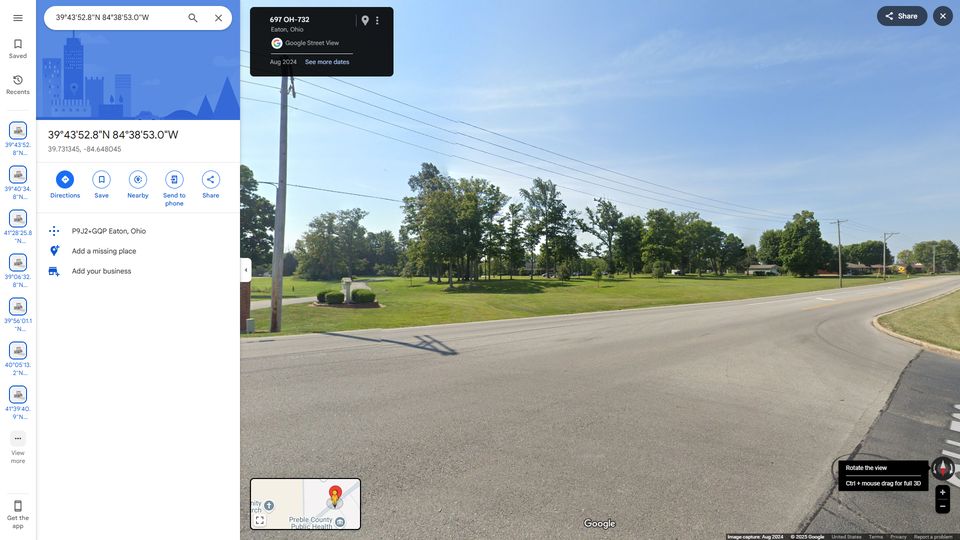 39°43'52.8"N 84°38'53.0"W
Saved
Recents
39°43'52.
8"N...
39°40'34.
8"N...
41°28'25.8
"N...
39°06'32.
8"N...
39°56'01.1
"N...
40°05'13.
2"N...
41°39'40.
9"N...
View
more
Get the
app
39°43'52.8"N 84°38'53.0"W
39.731345, -84.648045
Directions
Save
Nearby
Send to
phone
Share
P9J2+GQP Eaton, Ohio
Add a missing place
Add your business
697 OH-732
Eaton, Ohio
Google Street View
Aug 2024 See more dates
Share
Rotate the view
Ctrl + mouse drag for full 3D
Preble County
Public Health
Google
Image capture: Aug 2024 © 2025 Google United States Terms Privacy Report a problem